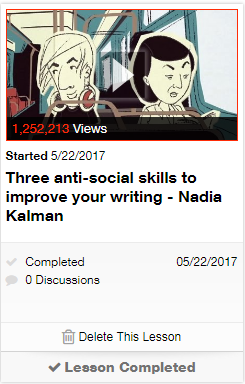 1,252,213 Views
Started 5/22/2017
Three anti-social skills to
improve your writing - Nadia
Kalman
Completed 05/22/2017
0 Discussions
Delete This Lesson
Lesson Completed